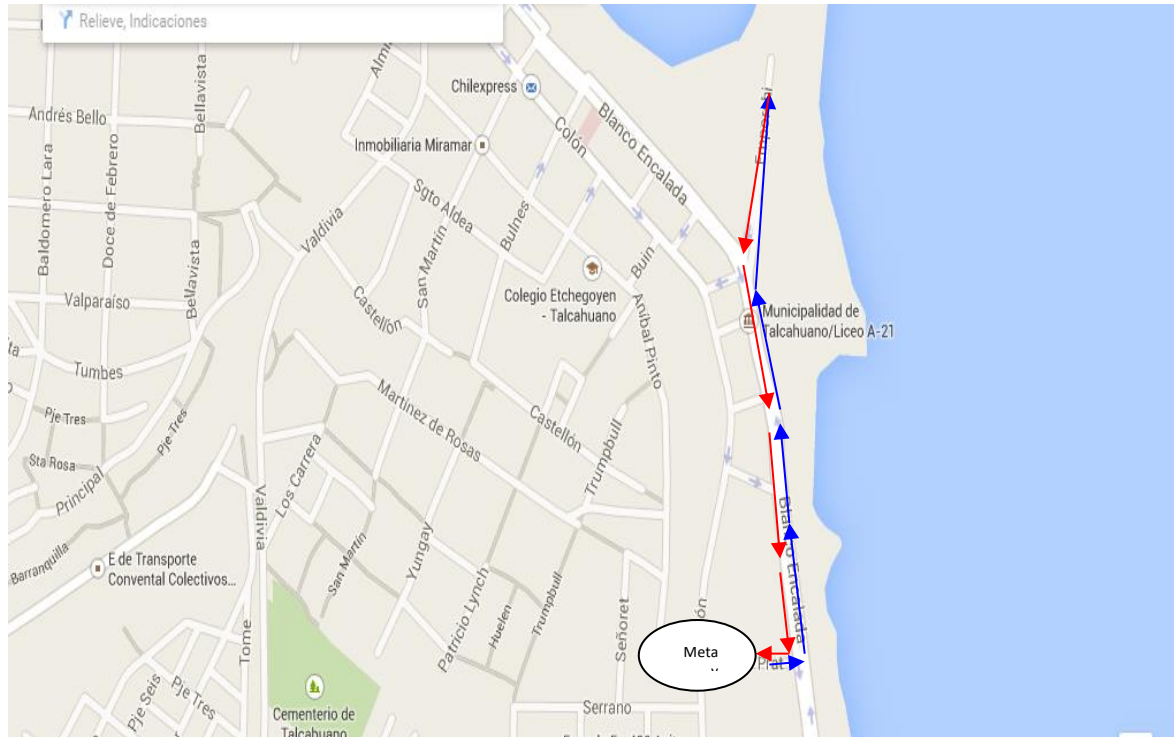 Relieve, Indicaciones
Andrés Bello
Bellavista
Baldomero Lara
Doce de Febrero
Chilexpress
Colón
Blanco Encalada
Inmobiliaria Miramar
Sgto Aldea
Valdivia
San Martín
Bulnes
Buin
Valparaíso
Bellavista
Castellón
Colegio Etchegoyen
- Talcahuano
Aníbal Pinto
Municipalidad de
Talcahuano/Liceo A-21
Tumbes
Pje Tres
Pje Tres
Martínez de Rosas
Castellón
Trumpbull
Sta Rosa
Principal
Los Carrera
Valdivia
Barranquilla
E de Transporte
Convental Colectivos...
San Martín
Yungay
Patricio Lynch
Huelen
Trumpbull
Señoret
Blanco Encalada
Tome
Meta
Prat
Pje Seis
Pje Tres
Cementerio de
Talcahuano
Serrano